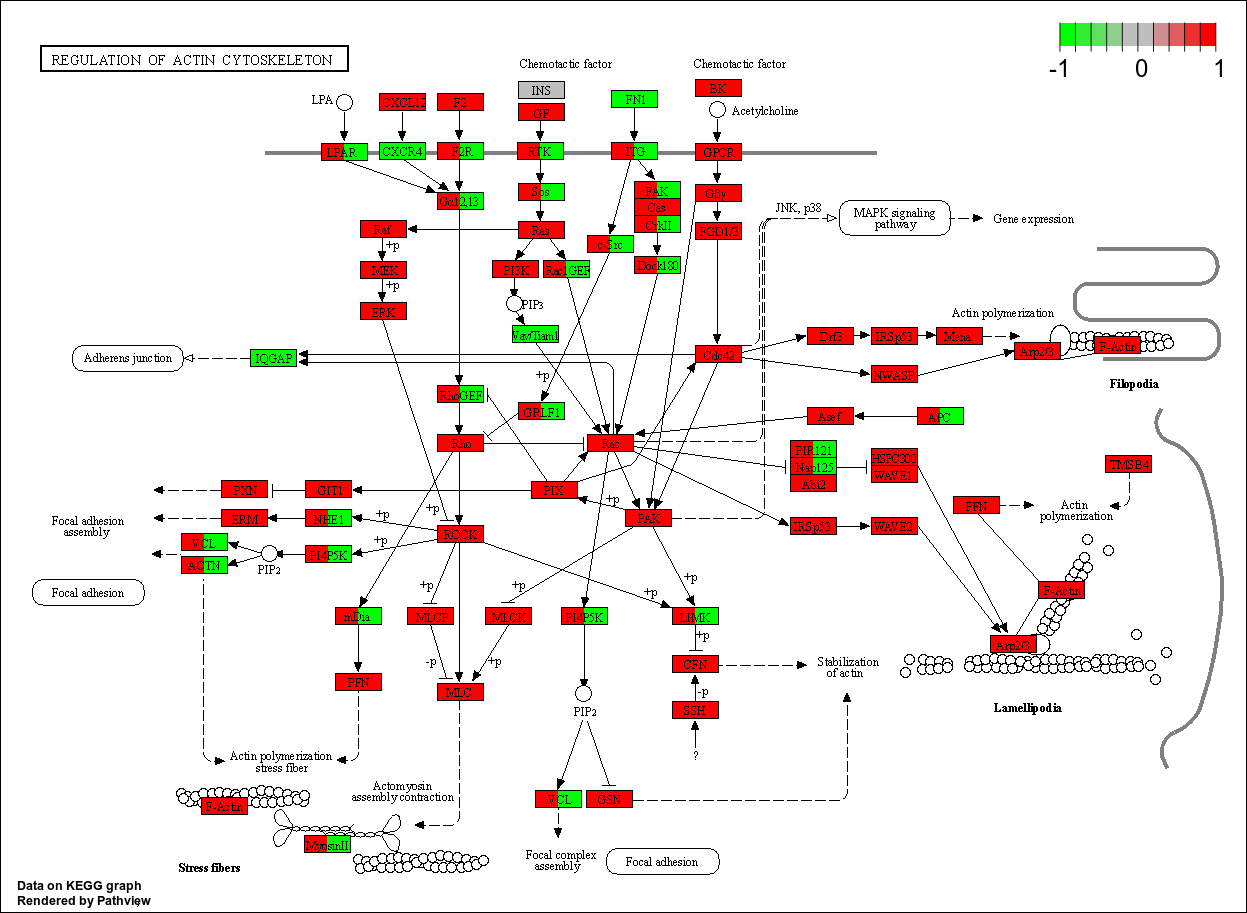 REGULATION OF ACTIN CYTOSKELETON
-1 0 1
Chemotactic factor
Chemotactic factor
LPA
CXCL12
F2
INS
GF
FN1
BK
Acetylcholine
LPAR
CXCR4
F2R
RTK
ITG
GPCR
Gα12,13
Sos
FAK
Cas
CrkII
Gβγ
JNK, p38
MAPK signaling
pathway
Gene expression
Raf
Ras
c-Src
FGD1/3
+p
MEK
PI3K
Rac1GEF
Dock180
+p
ERK
PIP3
Vav/Tiam1
Actin polymerization
Drf3
IRSp53
Mena
Arp2/3
F-Actin
Adherens junction
IQGAP
Cdc42
NWASP
Filopodia
+p
RhoGEF
GRLF1
Asef
APC
Rho
Rac
PIR121
Nap125
Abi2
HSPC300
WAVE1
TMSB4
PXN
GIT1
PIX
+p
PFN
Actin
polymerization
Focal adhesion
assembly
ERM
NHE1
+p
+p
PAK
IRSp53
WAVE2
ROCK
VCL
ACTN
PIP2
PI4P5K
+p
Focal adhesion
+p
+p
+p
+p
F-Actin
mDia
MLCP
MLCK
PI4P5K
LIMK
+p
Arp2/3
-p
+p
CFN
Stabilization
of actin
PFN
MLC
-p
PIP2
SSH
Lamellipodia
?
Actin polymerization
stress fiber
Actomyosin
assembly contraction
F-Actin
VCL
GSN
MyosinII
Stress fibers
Focal complex
assembly
Focal adhesion
Data on KEGG graph
Rendered by Pathview